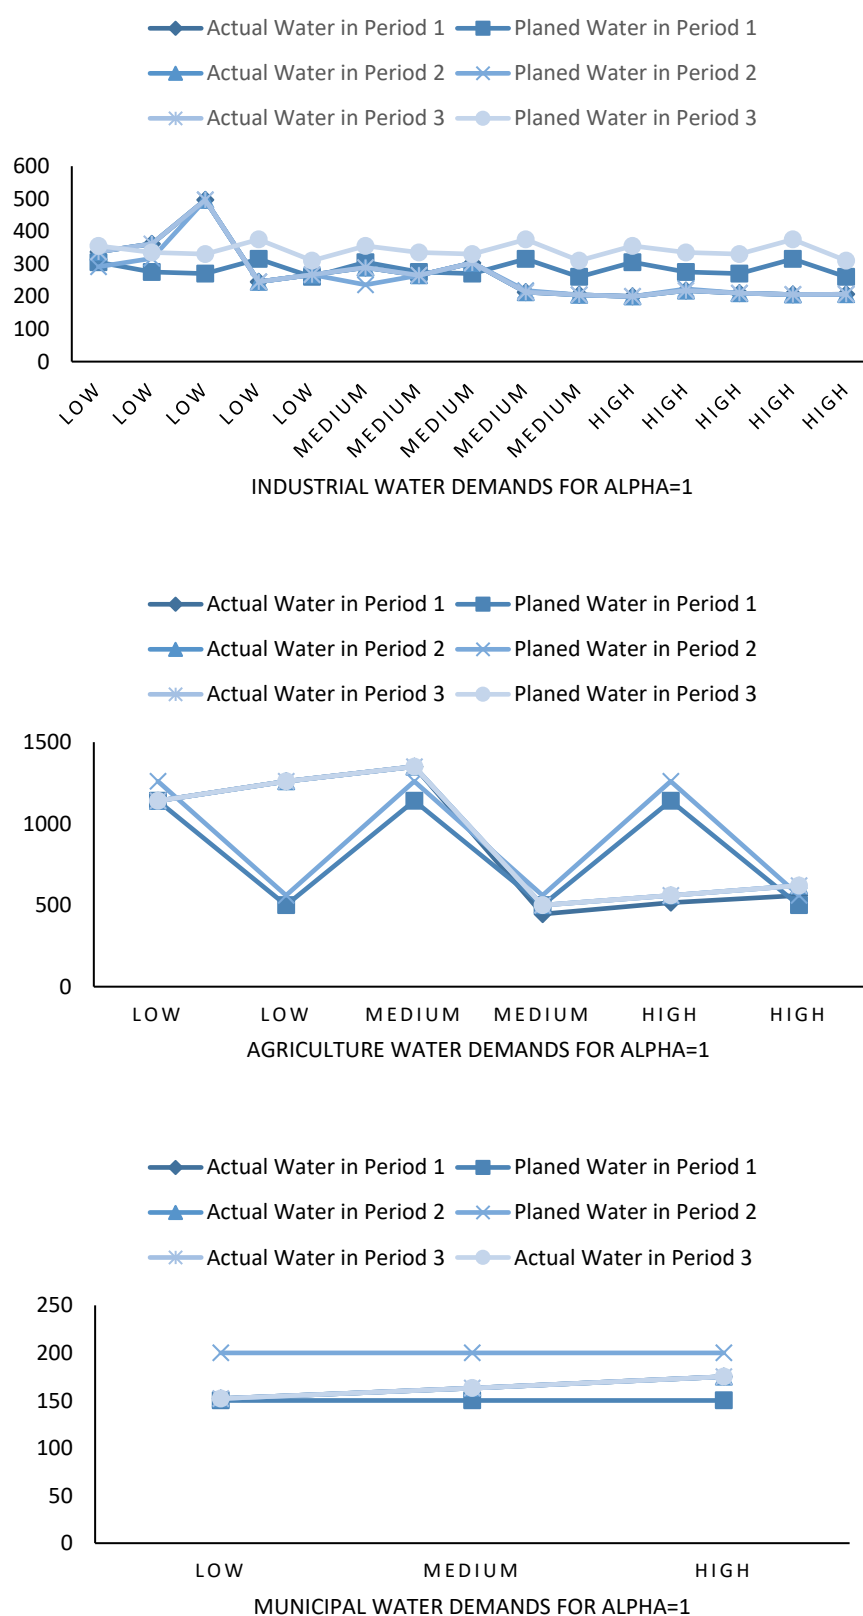 Actual Water in Period 1 Planed Water in Period 1
Actual Water in Period 2 Planed Water in Period 2
Actual Water in Period 3 Planed Water in Period 3
600
500
400
300
200
100
0
LOW LOW LOW LOW LOW MEDIUM MEDIUM MEDIUM MEDIUM MEDIUM HIGH HIGH HIGH HIGH HIGH
INDUSTRIAL WATER DEMANDS FOR ALPHA=1
Actual Water in Period 1 Planed Water in Period 1
Actual Water in Period 2 Planed Water in Period 2
Actual Water in Period 3 Planed Water in Period 3
1500
1000
500
0
LOW LOW MEDIUM MEDIUM HIGH HIGH
AGRICULTURE WATER DEMANDS FOR ALPHA=1
Actual Water in Period 1 Planed Water in Period 1
Actual Water in Period 2 Planed Water in Period 2
Actual Water in Period 3 Actual Water in Period 3
250
200
150
100
50
0
LOW MEDIUM HIGH
MUNICIPAL WATER DEMANDS FOR ALPHA=1